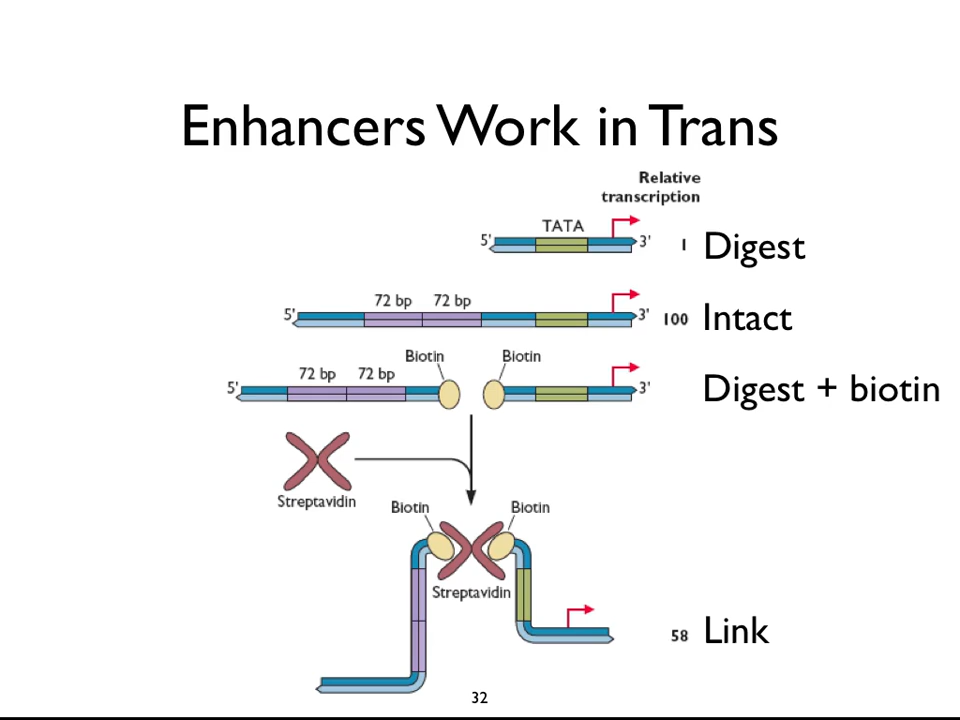 Enhancers Work in Trans
Relative
transcription
TATA
5' 3' 1 Digest
72 bp 72 bp
5' 3' 100 Intact
Biotin Biotin
72 bp 72 bp
5' 3' Digest + biotin
Streptavidin
Biotin Biotin
Streptavidin
58 Link
32